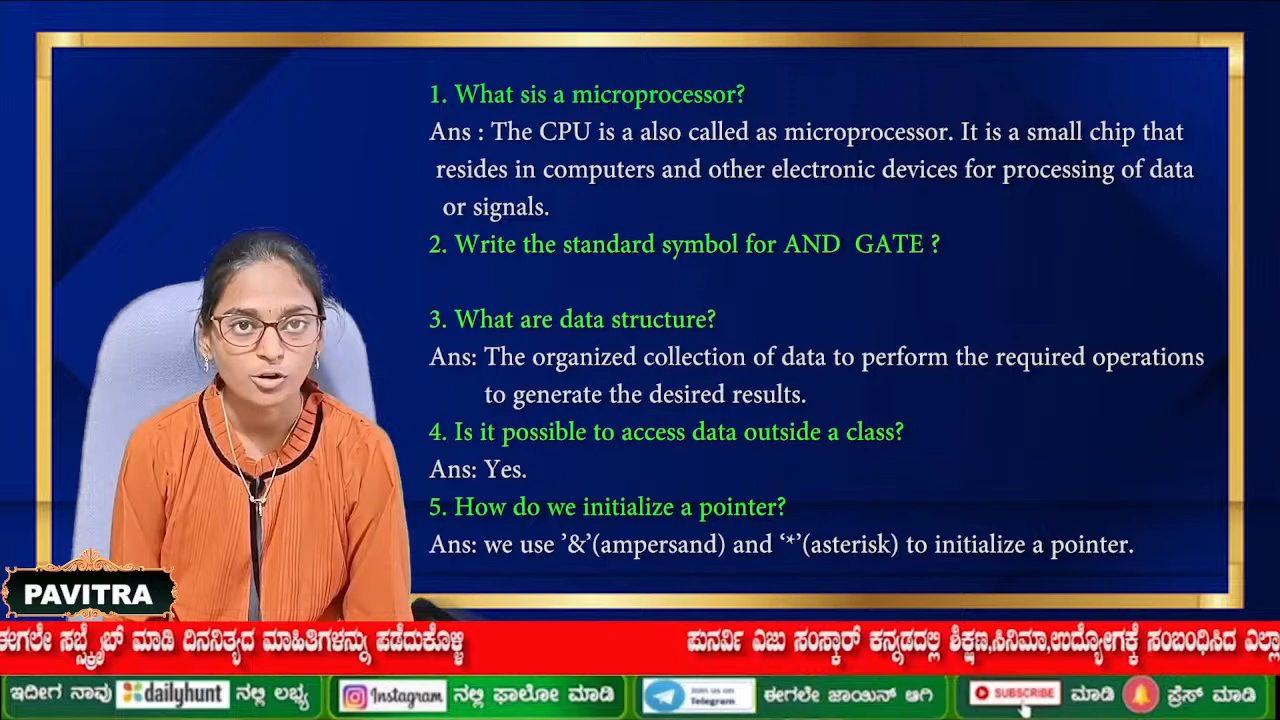 1. What sis a microprocessor?
Ans : The CPU is a also called as microprocessor. It is a small chip that
resides in computers and other electronic devices for processing of data
or signals.
2. Write the standard symbol for AND GATE ?
3. What are data structure?
Ans: The organized collection of data to perform the required operations
to generate the desired results.
4. Is it possible to access data outside a class?
Ans: Yes.
5. How do we initialize a pointer?
Ans: we use ’&’(ampersand) and ‘*’(asterisk) to initialize a pointer.
PAVITRA
ಈಗಲೇ ಸಬ್ಸ್ಕ್ರೈಬ್ ಮಾಡಿ ದಿನನಿತ್ಯದ ಮಾಹಿತಿಗಳನ್ನು ಪಡೆದುಕೊಳ್ಳಿ ಪುನರ್ವಿ ಎಜು ಸಂಸ್ಕಾರ್ ಕನ್ನಡದಲ್ಲಿ ಶಿಕ್ಷಣ,ಸಿನಿಮಾ,ಉದ್ಯೋಗಕ್ಕೆ ಸಂಬಂಧಿಸಿದ ಎಲ್ಲಾ
ಇದೀಗ ನಾವು dailyhunt ನಲ್ಲಿ ಲಭ್ಯ Instagram ನಲ್ಲಿ ಫಾಲೋ ಮಾಡಿ Join us on Telegram ಈಗಲೇ ಜಾಯಿನ್ ಆಗಿ SUBSCRIBE ಮಾಡಿ ಪ್ರೆಸ್ ಮಾಡಿ